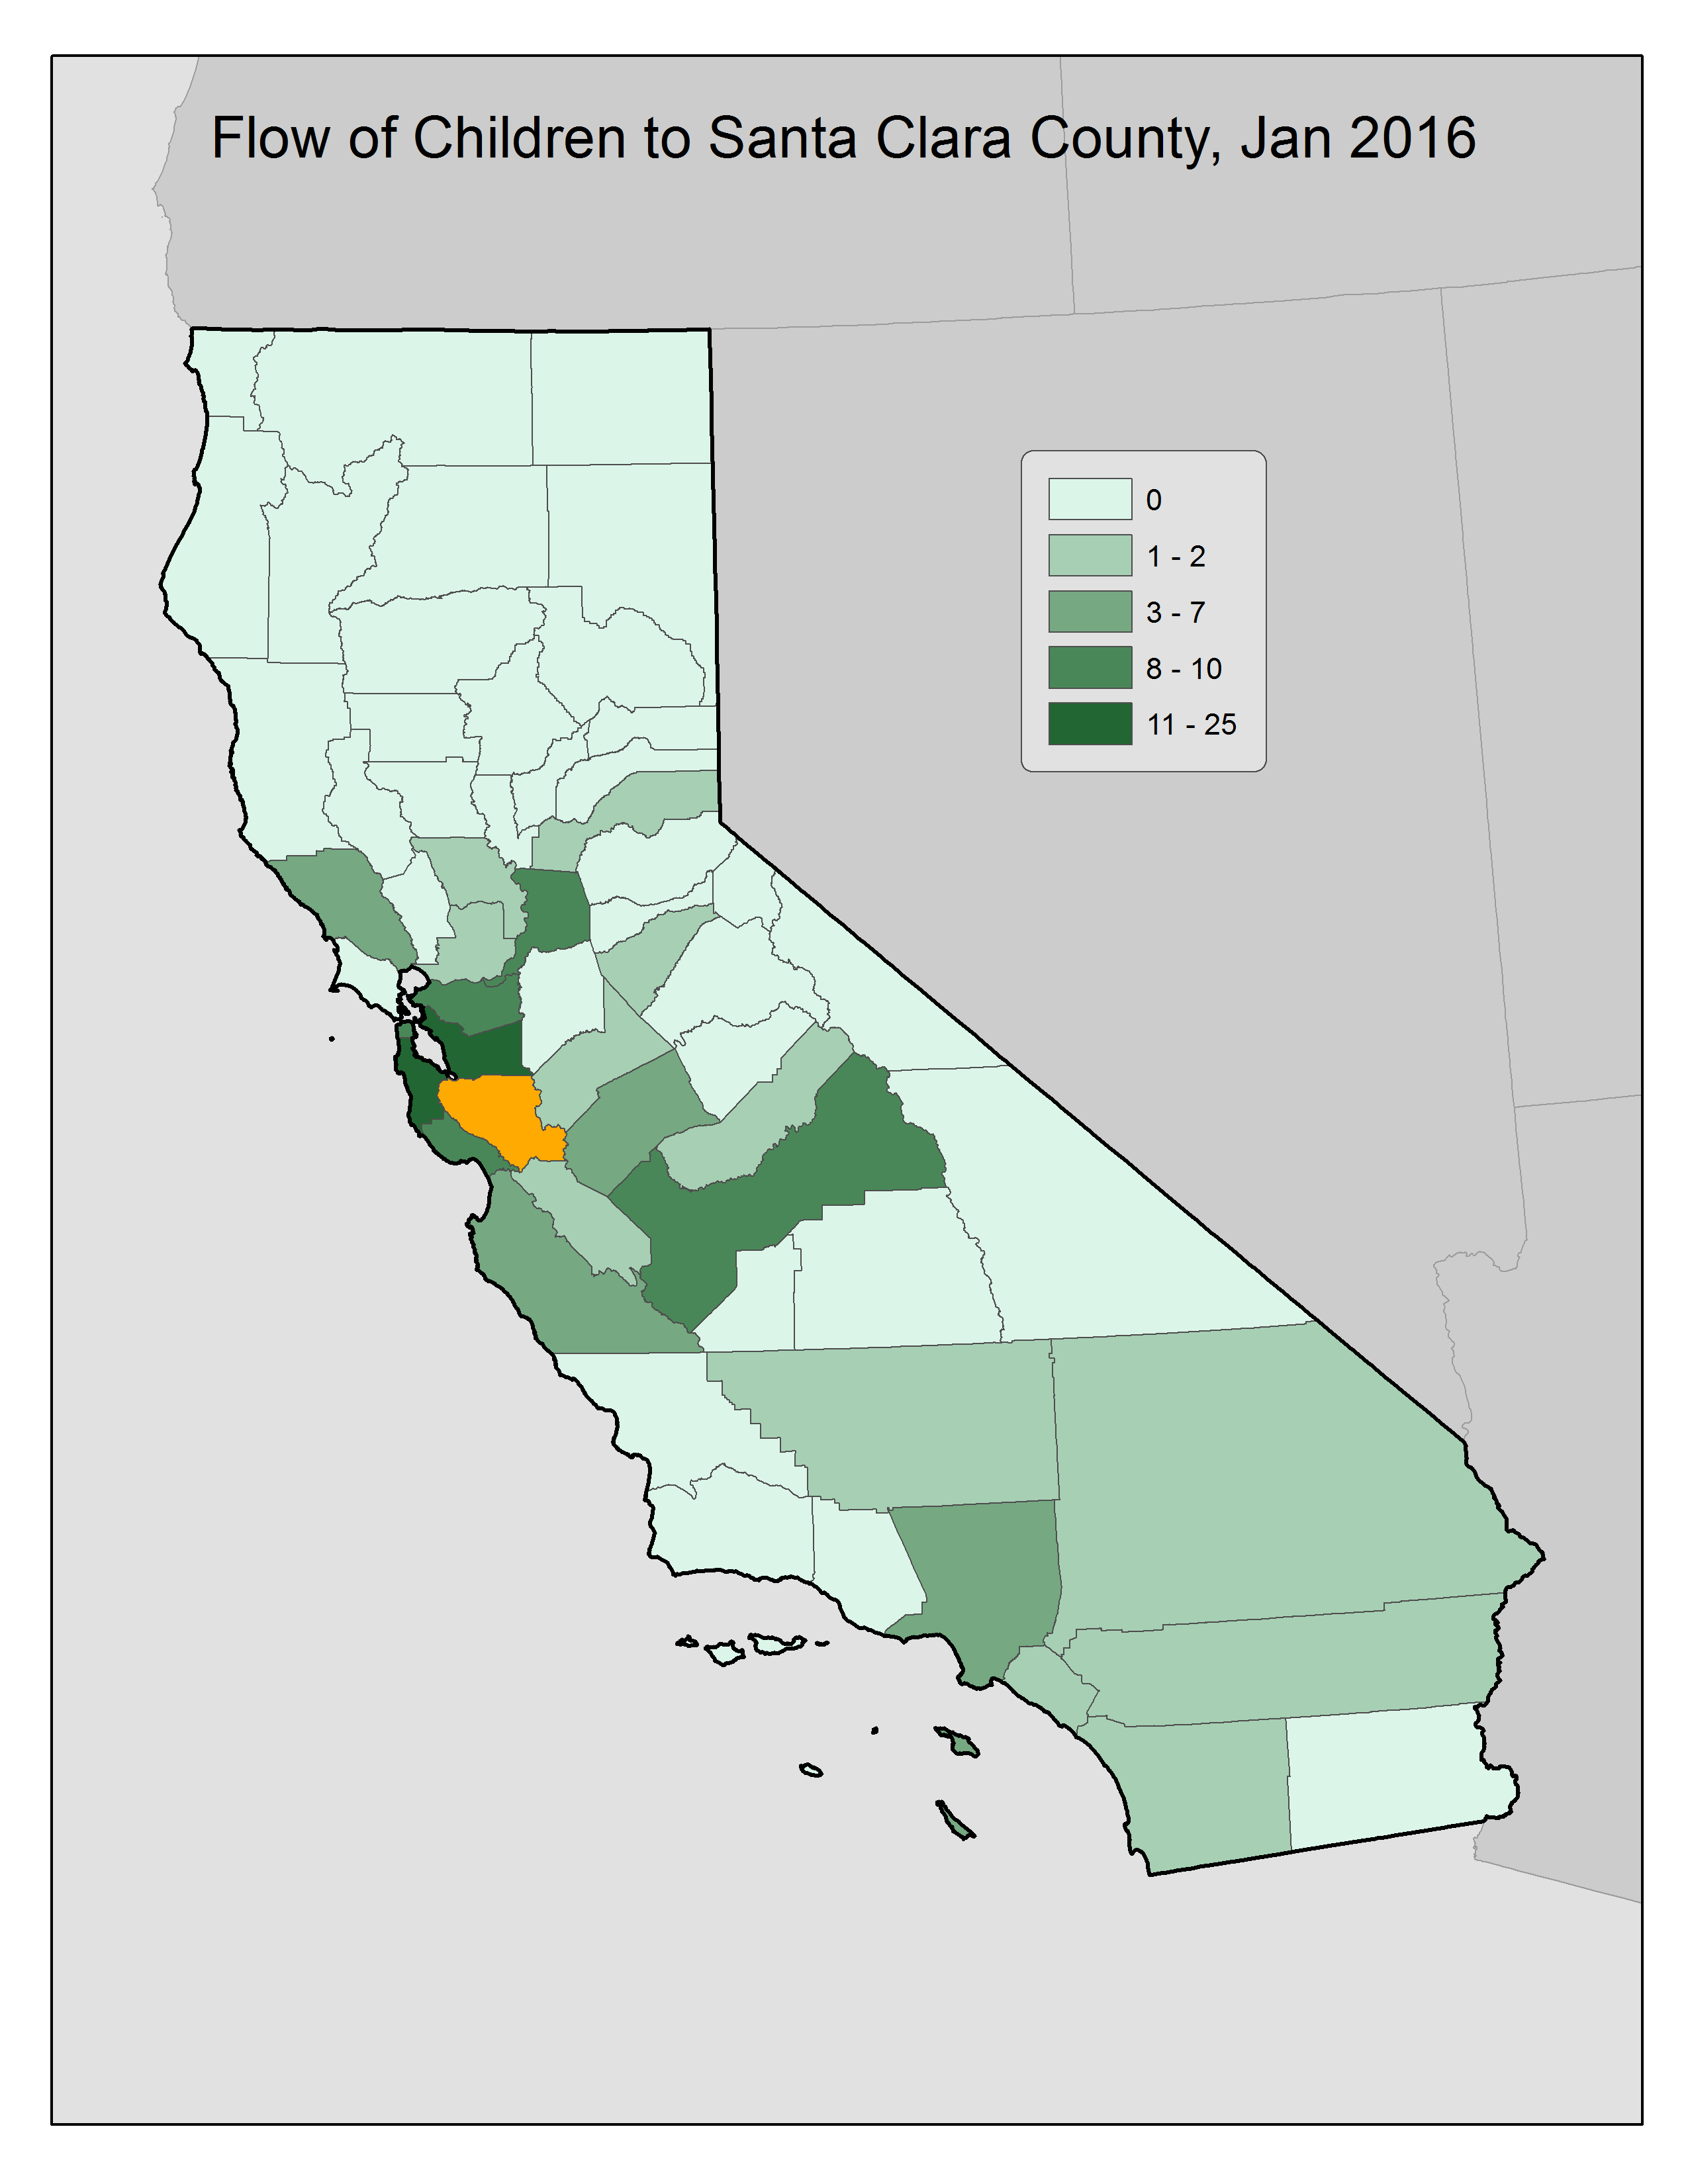 Flow of Children to Santa Clara County, Jan 2016
0
1 - 2
3 - 7
8 - 10
11 - 25